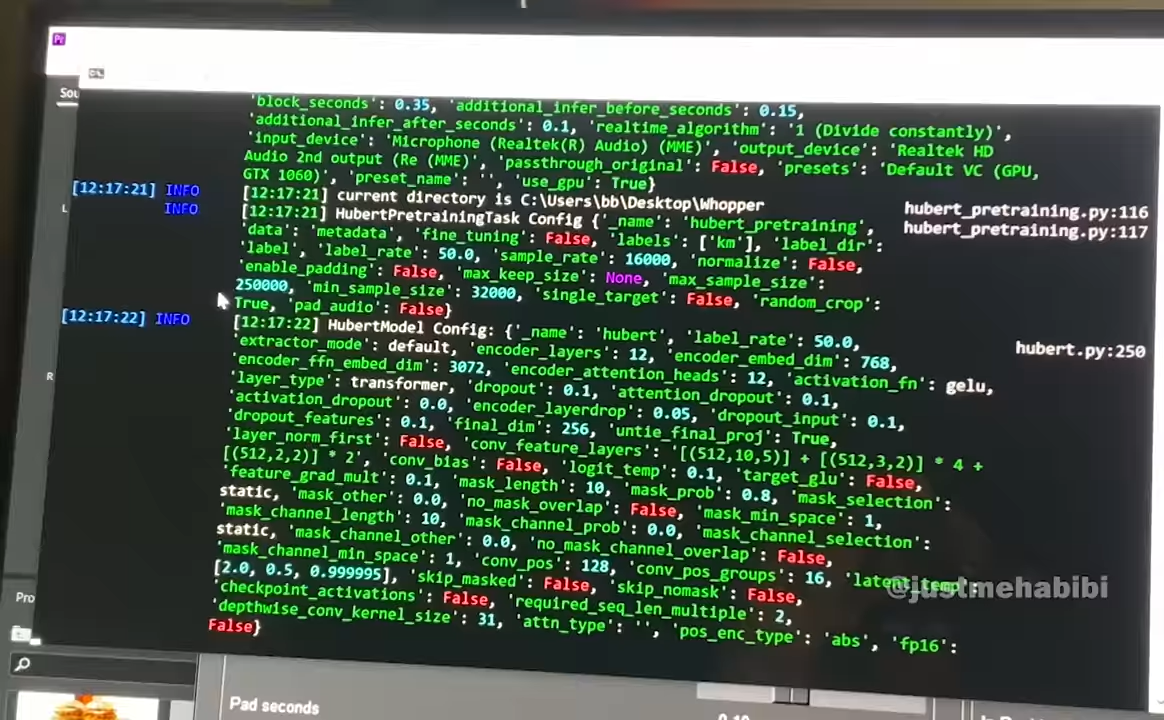 Pr
C:\
Sou
'block_seconds': 0.35, 'additional_infer_before_seconds': 0.15,
'additional_infer_after_seconds': 0.1, 'realtime_algorithm': '1 (Divide constantly)',
'input_device': 'Microphone (Realtek(R) Audio) (MME)', 'output_device': 'Realtek HD
Audio 2nd output (Re (MME)', 'passthrough_original': False, 'presets': 'Default VC (GPU,
GTX 1060)', 'preset_name': '', 'use_gpu': True}
[12:17:21] INFO [12:17:21] current directory is C:\Users\bb\Desktop\Whopper hubert_pretraining.py:116
INFO [12:17:21] HubertPretrainingTask Config {'_name': 'hubert_pretraining', hubert_pretraining.py:117
'data': 'metadata', 'fine_tuning': False, 'labels': ['km'], 'label_dir':
'label', 'label_rate': 50.0, 'sample_rate': 16000, 'normalize': False,
'enable_padding': False, 'max_keep_size': None, 'max_sample_size':
250000, 'min_sample_size': 32000, 'single_target': False, 'random_crop':
True, 'pad_audio': False}
[12:17:22] INFO [12:17:22] HubertModel Config: {'_name': 'hubert', 'label_rate': 50.0, hubert.py:250
'extractor_mode': default, 'encoder_layers': 12, 'encoder_embed_dim': 768,
'encoder_ffn_embed_dim': 3072, 'encoder_attention_heads': 12, 'activation_fn': gelu,
'layer_type': transformer, 'dropout': 0.1, 'attention_dropout': 0.1,
'activation_dropout': 0.0, 'encoder_layerdrop': 0.05, 'dropout_input': 0.1,
'dropout_features': 0.1, 'final_dim': 256, 'untie_final_proj': True,
'layer_norm_first': False, 'conv_feature_layers': '[(512,10,5)] + [(512,3,2)] * 4 +
[(512,2,2)] * 2', 'conv_bias': False, 'logit_temp': 0.1, 'target_glu': False,
'feature_grad_mult': 0.1, 'mask_length': 10, 'mask_prob': 0.8, 'mask_selection':
static, 'mask_other': 0.0, 'no_mask_overlap': False, 'mask_min_space': 1,
'mask_channel_length': 10, 'mask_channel_prob': 0.0, 'mask_channel_selection':
static, 'mask_channel_other': 0.0, 'no_mask_channel_overlap': False,
'mask_channel_min_space': 1, 'conv_pos': 128, 'conv_pos_groups': 16, 'latent_temp':
[2.0, 0.5, 0.999995], 'skip_masked': False, 'skip_nomask': False,
@justmehabibi
'checkpoint_activations': False, 'required_seq_len_multiple': 2,
'depthwise_conv_kernel_size': 31, 'attn_type': '', 'pos_enc_type': 'abs', 'fp16':
False}
L
R
Pro
Pad seconds